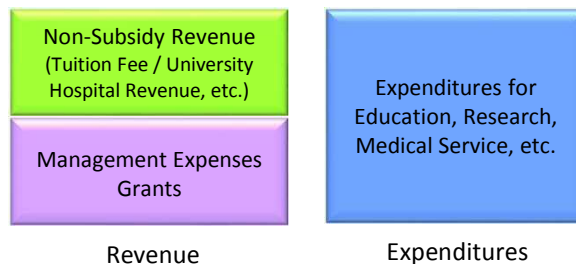 Non-Subsidy Revenue
(Tuition Fee / University
Hospital Revenue, etc.)
Management Expenses
Grants
Revenue
Expenditures for
Education, Research,
Medical Service, etc.
Expenditures